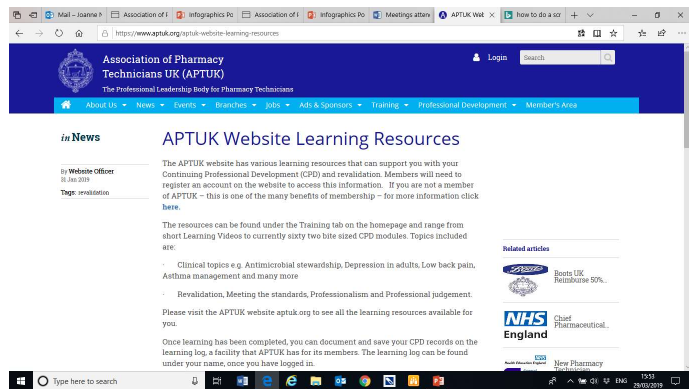 Mail – Joanne N
Association of F
Infographics Po
Association of F
Infographics Po
Meetings atten
APTUK Wet
how to do a scr
https://www.aptuk.org/aptuk-website-learning-resources
Association of Pharmacy
Technicians UK (APTUK)
The Professional Leadership Body for Pharmacy Technicians
Login
Search
About Us News Events Branches Jobs Ads & Sponsors Training Professional Development Member's Area
in News
By Website Officer
31 Jan 2019
Tags: revalidation
APTUK Website Learning Resources
The APTUK website has various learning resources that can support you with your
Continuing Professional Development (CPD) and revalidation. Members will need to
register an account on the website to access this information. If you are not a member
of APTUK – this is one of the many benefits of membership – for more information click
here.
The resources can be found under the Training tab on the homepage and range from
short Learning Videos to currently sixty two bite sized CPD modules. Topics included
are:
· Clinical topics e.g. Antimicrobial stewardship, Depression in adults, Low back pain,
Asthma management and many more
· Revalidation, Meeting the standards, Professionalism and Professional judgement.
Please visit the APTUK website aptuk.org to see all the learning resources available for
you.
Once learning has been completed, you can document and save your CPD records on the
learning log, a facility that APTUK has for its members. The learning log can be found
under your name, once you have logged in.
Related articles
Boots
Boots UK
Reimburse 50%..
NHS
England
Chief
Pharmaceutical..
NHS
Health Education England
New Pharmacy
Technician
Type here to search
ENG
15:53
29/03/2019